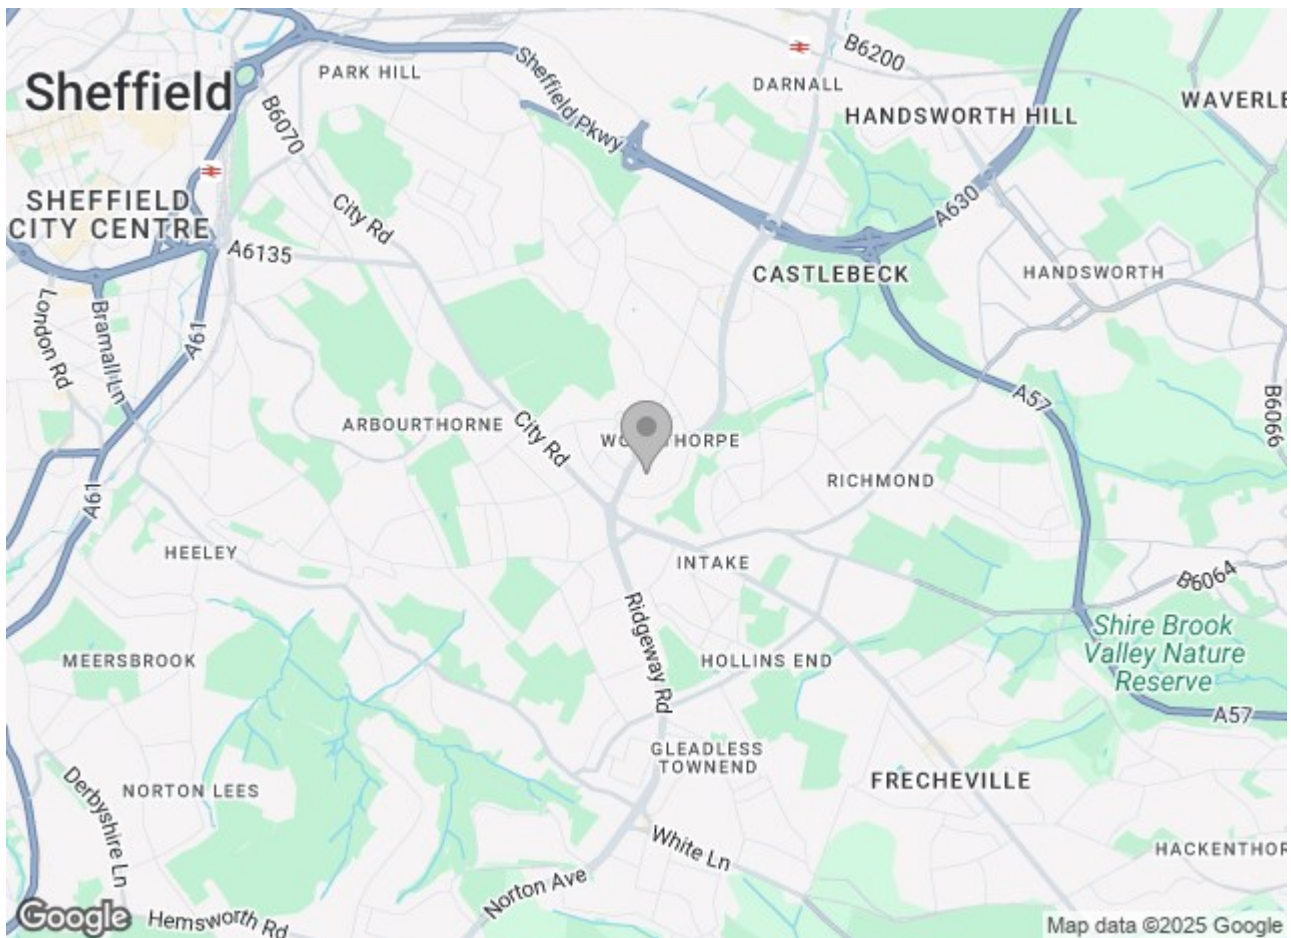 Sheffield
PARK HILL
B6070
Sheffield Pkwy
DARNALL
B6200
HANDSWORTH HILL
WAVERLE
SHEFFIELD
CITY CENTRE
City Rd
A6135
A630
CASTLEBECK
HANDSWORTH
London Rd
Bramall Ln
A61
A57
B6066
ARBOURTHORNE
City Rd
THORPE
RICHMOND
A61
HEELEY
INTAKE
B6064
Ridgeway Rd
Shire Brook
Valley Nature
Reserve
MEERSBROOK
HOLLINS END
A57
GLEADLESS
TOWNEND
Derbyshire Ln
NORTON LEES
FRECHEVILLE
White Ln
HACKENTHOR
Norton Ave
Hemsworth Rd
Google
Map data ©2025 Google